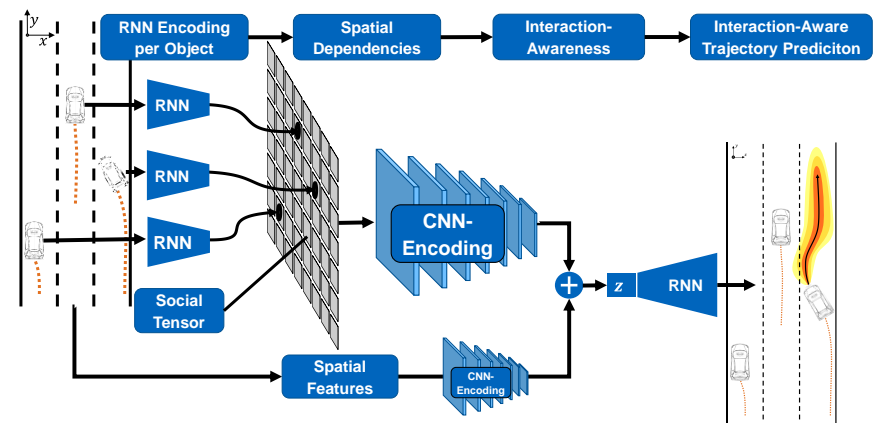 y
x
RNN Encoding
per Object
Spatial
Dependencies
Interaction-
Awareness
Interaction-Aware
Trajectory Prediciton
RNN
RNN
RNN
CNN-
Encoding
Social
Tensor
z
RNN
Spatial
Features
CNN-
Encoding